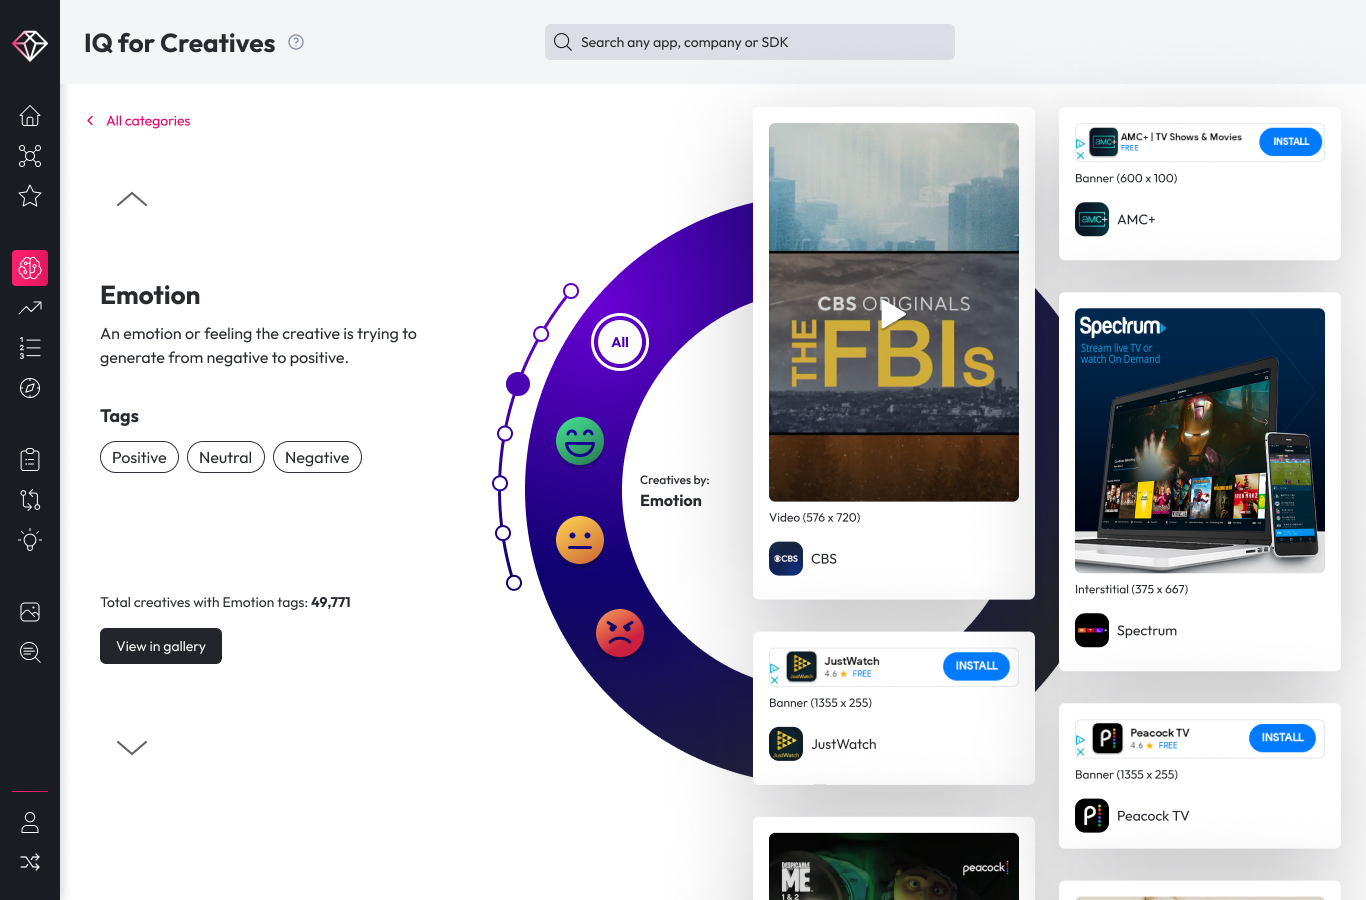 IQ for Creatives
?
Search any app, company or SDK
All categories
Emotion
An emotion or feeling the creative is trying to
generate from negative to positive.
Tags
Positive
Neutral
Negative
Total creatives with Emotion tags: 49,771
View in gallery
All
Creatives by:
Emotion
CBS ORIGINALS
THE FBIs
Video (576 x 720)
CBS
CBS
JustWatch
JustWatch
4.6 ★ FREE
INSTALL
Banner (1355 x 255)
JustWatch
JustWatch
DESPICABLE
ME
1 & 2
peacock
aMC+
AMC+ | TV Shows & Movies
FREE
INSTALL
Banner (600 x 100)
aMC+
AMC+
Spectrum
Stream live TV or
watch On Demand
Interstitial (375 x 667)
Spectrum
P
Peacock TV
4.6 ★ FREE
INSTALL
Banner (1355 x 255)
P
Peacock TV